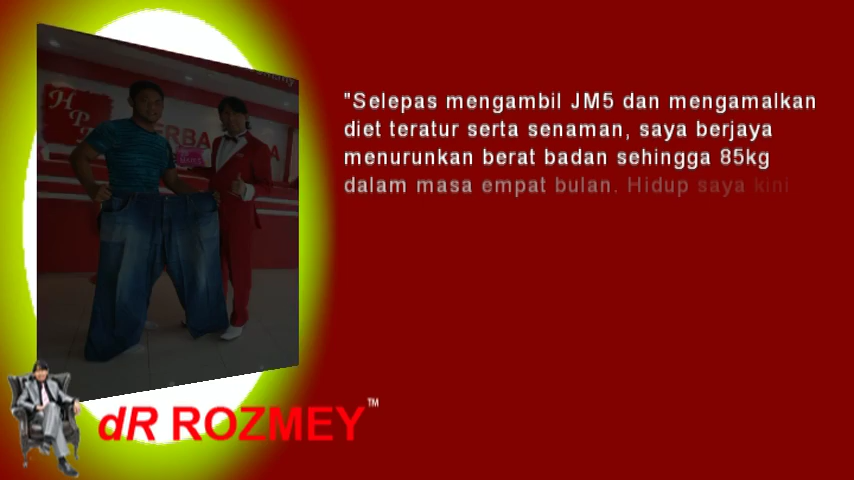 "Selepas mengambil JM5 dan mengamalkan
diet teratur serta senaman, saya berjaya
menurunkan berat badan sehingga 85kg
dalam masa empat bulan. Hidup saya kini
dR ROZMEY™